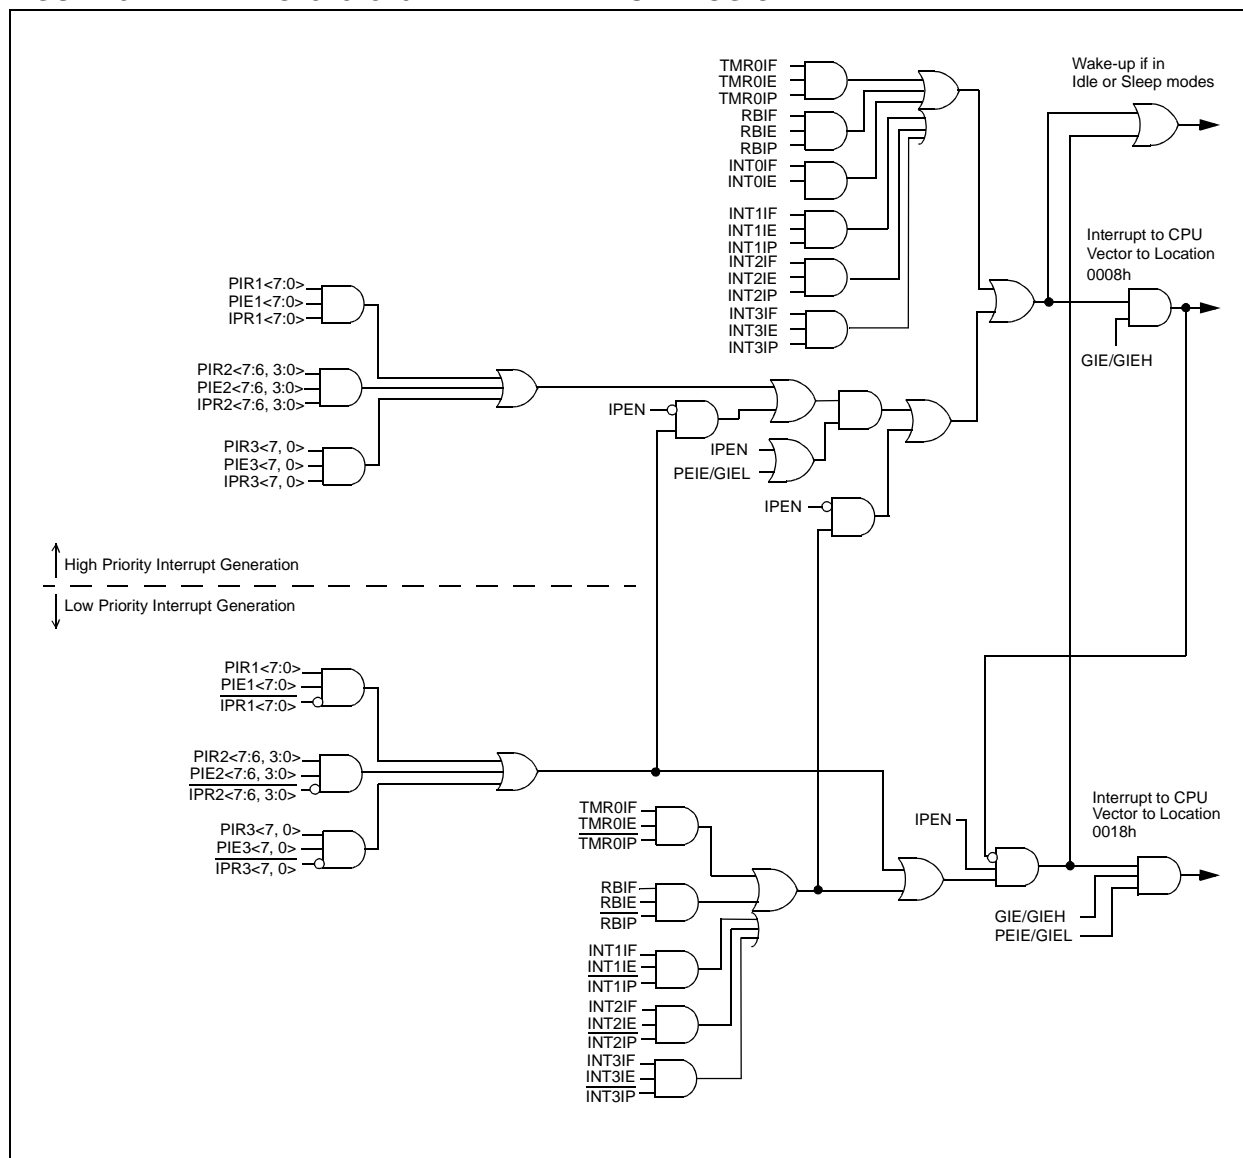 Wake-up if in
Idle or Sleep modes
TMR0IF
TMR0IE
TMR0IP
RBIF
RBIE
RBIP
INT0IF
INT0IE
INT1IF
INT1IE
INT1IP
INT2IF
INT2IE
INT2IP
INT3IF
INT3IE
INT3IP
Interrupt to CPU
Vector to Location
0008h
GIE/GIEH
PIR1<7:0>
PIE1<7:0>
IPR1<7:0>
PIR2<7:6, 3:0>
PIE2<7:6, 3:0>
IPR2<7:6, 3:0>
PIR3<7, 0>
PIE3<7, 0>
IPR3<7, 0>
IPEN
IPEN
PEIE/GIEL
IPEN
High Priority Interrupt Generation
Low Priority Interrupt Generation
PIR1<7:0>
PIE1<7:0>
IPR1<7:0>
PIR2<7:6, 3:0>
PIE2<7:6, 3:0>
IPR2<7:6, 3:0>
PIR3<7, 0>
PIE3<7, 0>
IPR3<7, 0>
TMR0IF
TMR0IE
TMR0IP
RBIF
RBIE
RBIP
INT1IF
INT1IE
INT1IP
INT2IF
INT2IE
INT2IP
INT3IF
INT3IE
INT3IP
IPEN
Interrupt to CPU
Vector to Location
0018h
GIE/GIEH
PEIE/GIEL